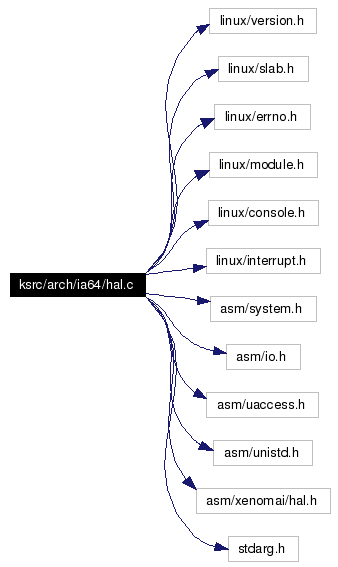 linux/version.h
linux/slab.h
linux/errno.h
linux/module.h
linux/console.h
linux/interrupt.h
ksrc/arch/ia64/hal.c
asm/system.h
asm/io.h
asm/uaccess.h
asm/unistd.h
asm/xenomai/hal.h
stdarg.h